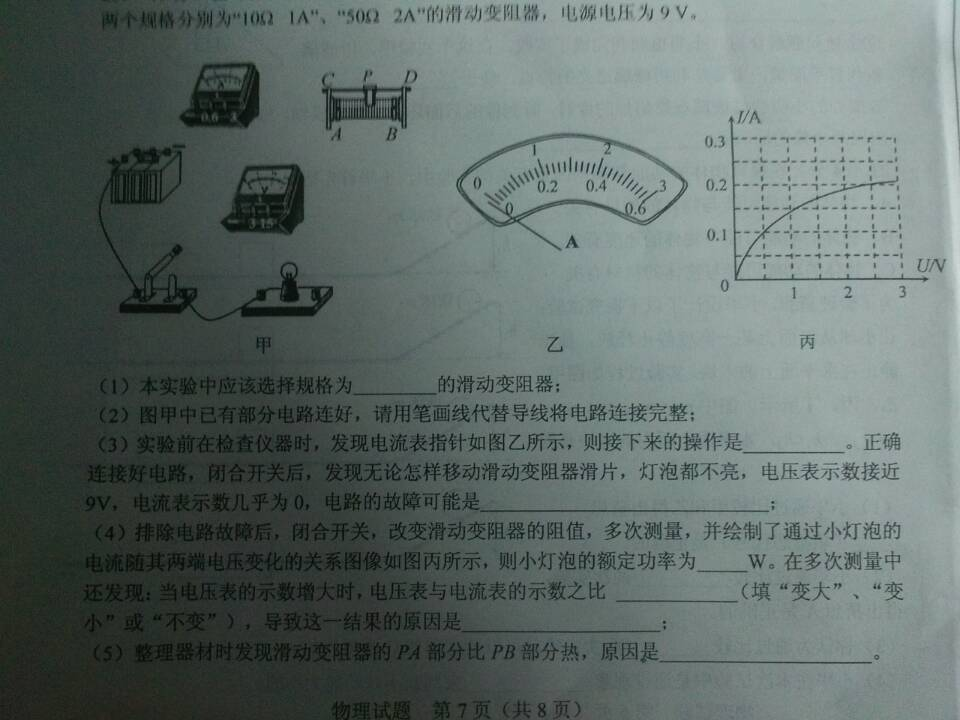 两个规格分别为“10Ω 1A”、“50Ω 2A”的滑动变阻器，电源电压为 9 V。
C P D
0.6 3
A B
I/A
0.3
0 1 2 3
0.2
0 0.2 0.4 0.6
3 15
0.1
A
U/V
0 1 2 3
甲 乙 丙
（1）本实验中应该选择规格为________的滑动变阻器；
（2）图甲中已有部分电路连好，请用笔画线代替导线将电路连接完整；
（3）实验前在检查仪器时，发现电流表指针如图乙所示，则接下来的操作是__________。正确
连接好电路，闭合开关后，发现无论怎样移动滑动变阻器滑片，灯泡都不亮，电压表示数接近
9V，电流表示数几乎为 0，电路的故障可能是____________________________；
（4）排除电路故障后，闭合开关，改变滑动变阻器的阻值，多次测量，并绘制了通过小灯泡的
电流随其两端电压变化的关系图像如图丙所示，则小灯泡的额定功率为_____W。在多次测量中
还发现：当电压表的示数增大时，电压表与电流表的示数之比 ____________（填“变大”、“变
小”或“不变”），导致这一结果的原因是____________________；
（5）整理器材时发现滑动变阻器的 PA 部分比 PB 部分热，原因是_____________________。
物理试题 第 7 页（共 8 页）